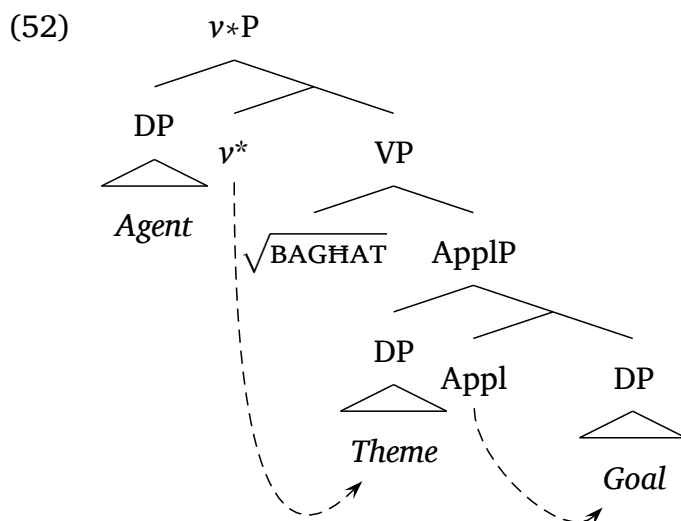 (52) v*P
DP
v* VP
Agent
√BAGĦAT ApplP
DP Appl DP
Theme
Goal